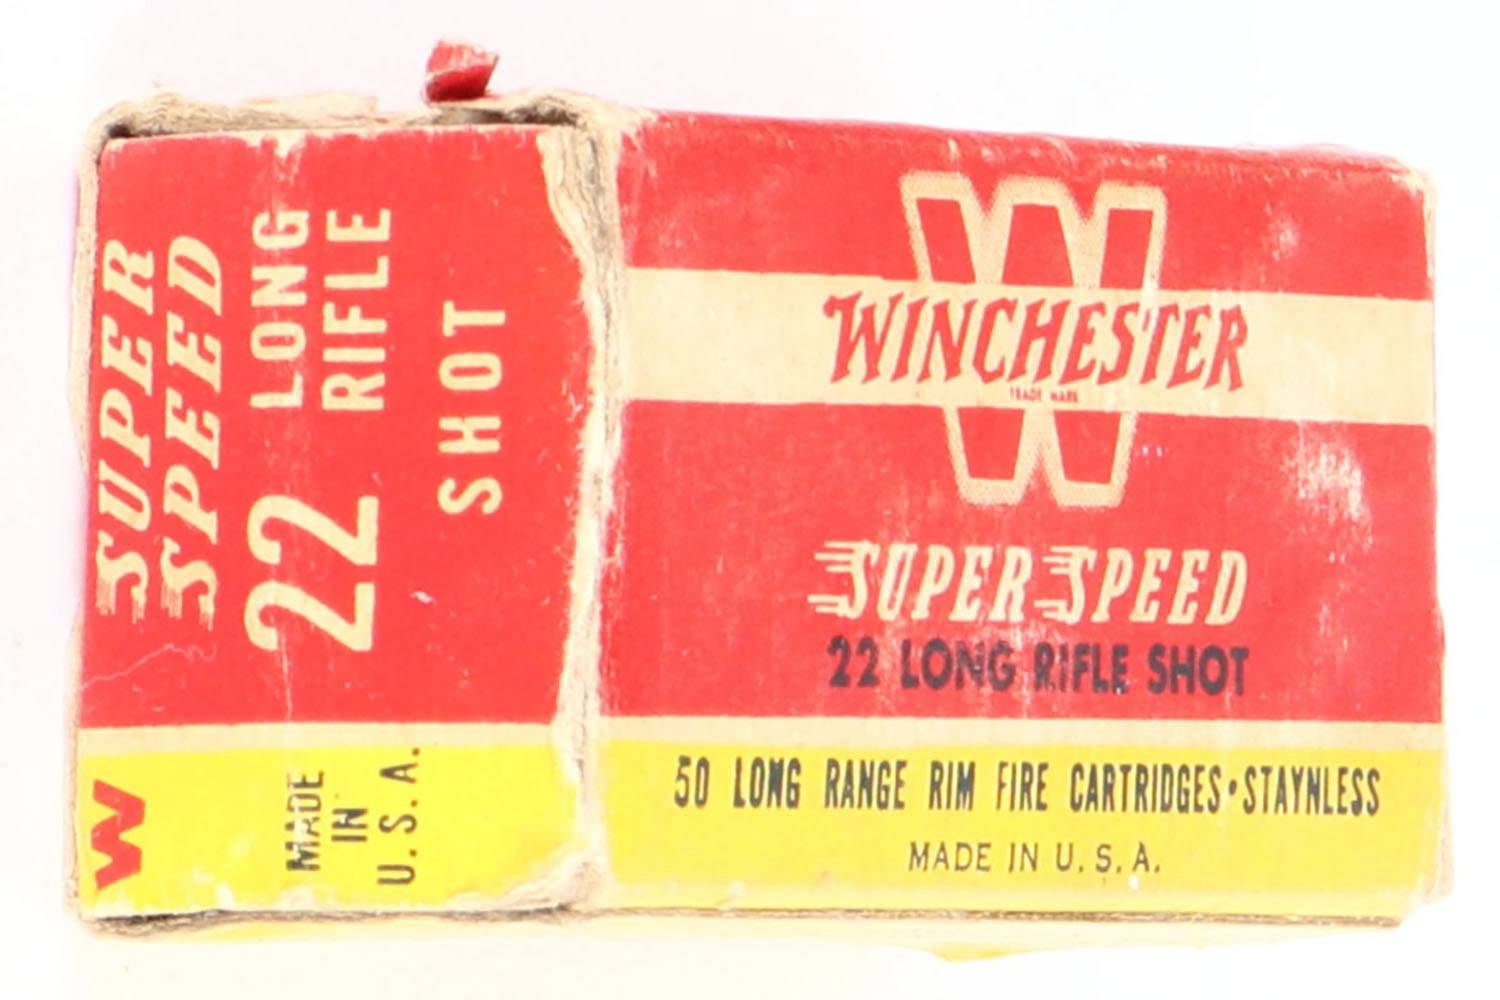 SUPER
SPEED
22 LONG
RIFLE
SHOT
W
MADE
IN
U.S.A.
W
WINCHESTER
TRADE MARK
SUPER SPEED
22 LONG RIFLE SHOT
50 LONG RANGE RIM FIRE CARTRIDGES•STAYNLESS
MADE IN U.S.A.